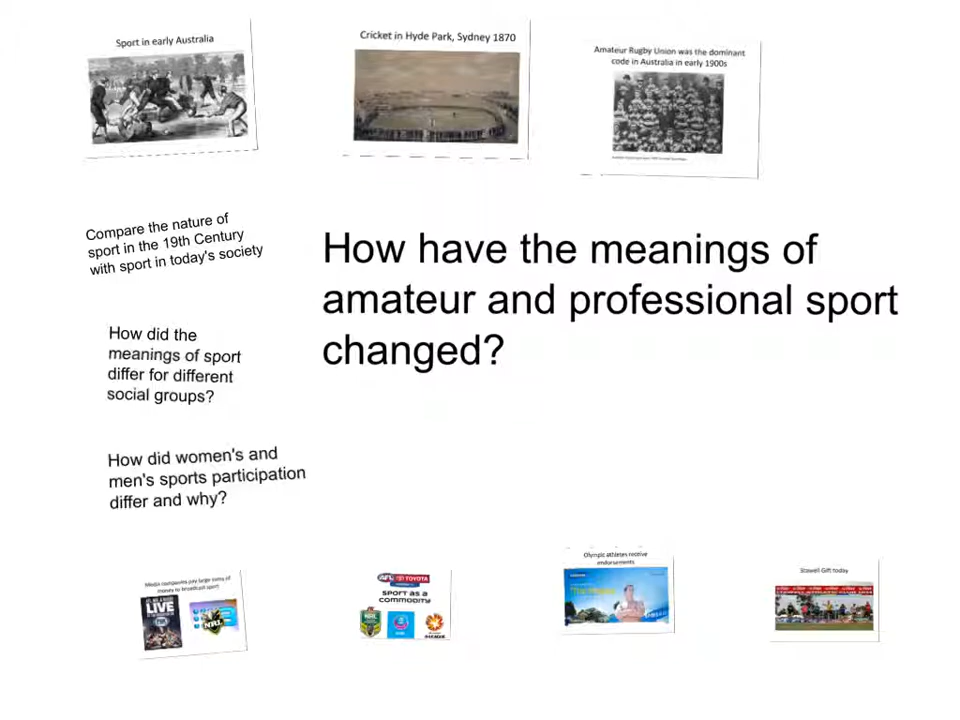 Sport in early Australia
Cricket in Hyde Park, Sydney 1870
Amateur Rugby Union was the dominant
code in Australia in early 1900s
Compare the nature of
sport in the 19th Century
with sport in today's society
How have the meanings of
amateur and professional sport
changed?
How did the
meanings of sport
differ for different
social groups?
How did women's and
men's sports participation
differ and why?
Media companies pay large sums of
money to broadcast sport
LIVE
FOX
NRL
AFL TOYOTA
SPORT AS A
COMMODITY
NRL
Olympic athletes receive
endorsements
Stawell Gift today